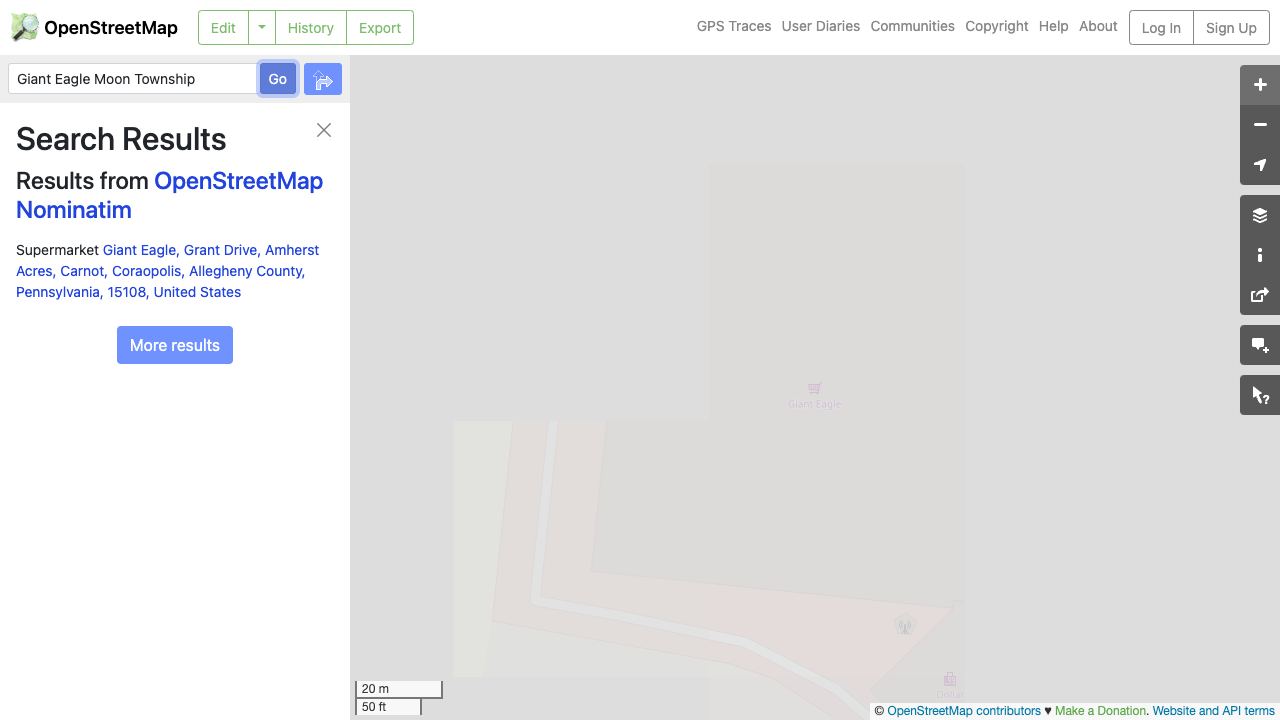 OpenStreetMap
Edit
History
Export
GPS Traces
User Diaries
Communities
Copyright
Help
About
Log In
Sign Up
Giant Eagle Moon Township
Go
Search Results
Results from OpenStreetMap
Nominatim
Supermarket Giant Eagle, Grant Drive, Amherst
Acres, Carnot, Coraopolis, Allegheny County,
Pennsylvania, 15108, United States
More results
Giant Eagle
Dollar
20 m
50 ft
© OpenStreetMap contributors ♥ Make a Donation. Website and API terms